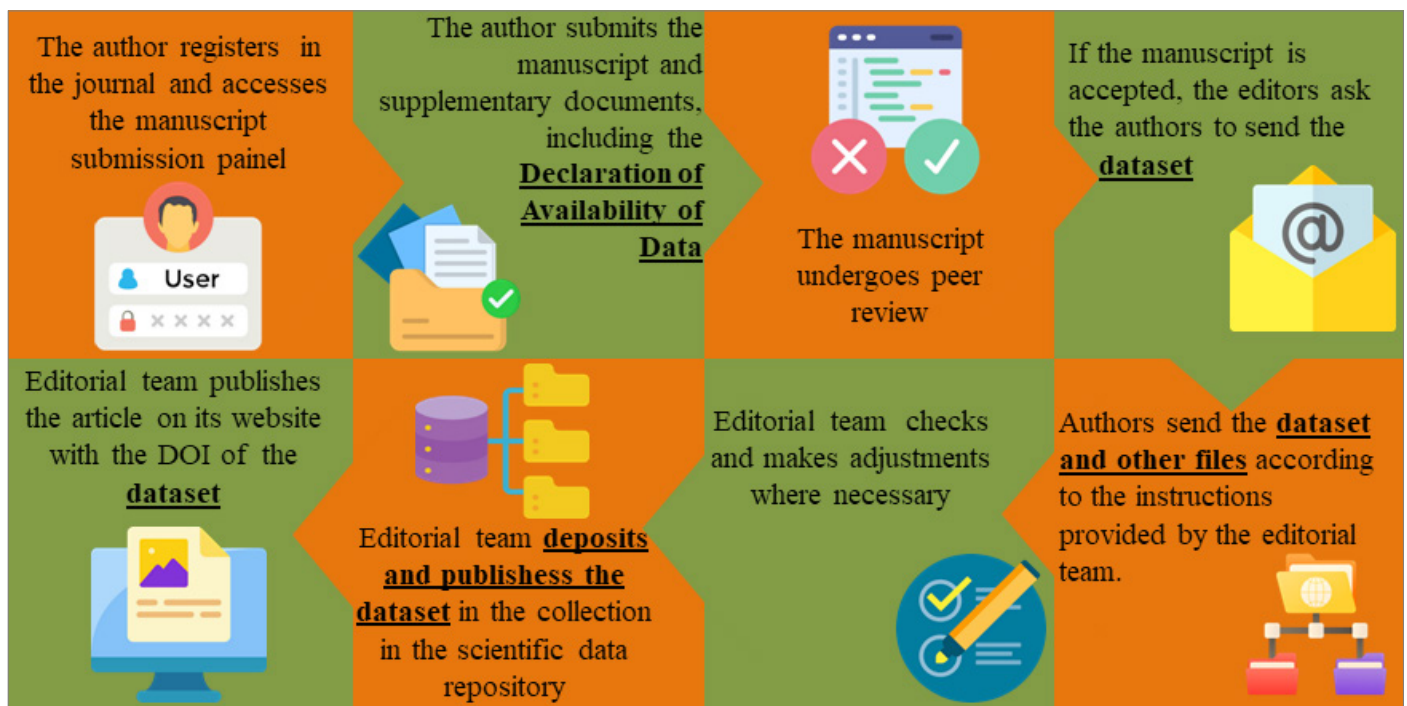 The author registers in
the journal and accesses
the manuscript
submission painel
User
The author submits the
manuscript and
supplementary documents,
including the
Declaration of
Availability of
Data
The manuscript
undergoes peer
review
If the manuscript is
accepted, the editors ask
the authors to send the
dataset
@
Authors send the dataset
and other files according
to the instructions
provided by the editorial
team.
Editorial team checks
and makes adjustments
where necessary
Editorial team deposits
and publishess the
dataset in the collection
in the scientific data
repository
Editorial team publishes
the article on its website
with the DOI of the
dataset